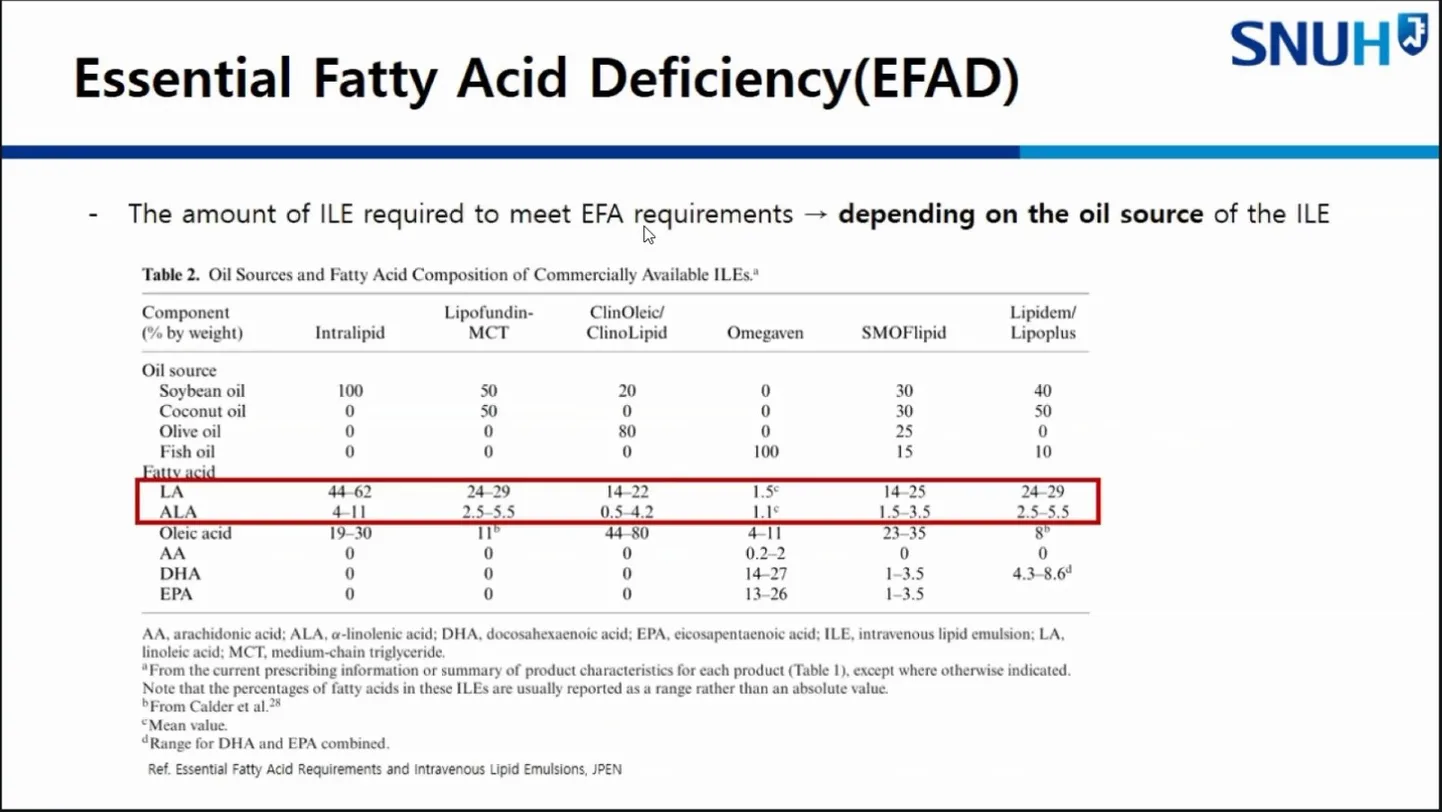 SNUH
Essential Fatty Acid Deficiency(EFAD)
- The amount of ILE required to meet EFA requirements → depending on the oil source of the ILE
Table 2. Oil Sources and Fatty Acid Composition of Commercially Available ILEs.a
Component (% by weight) Intralipid Lipofundin-MCT ClinOleic/ClinoLipid Omegaven SMOFlipid Lipidem/Lipoplus
Oil source
Soybean oil 100 50 20 0 30 40
Coconut oil 0 50 0 0 30 50
Olive oil 0 0 80 0 25 0
Fish oil 0 0 0 100 15 10
Fatty acid
LA 44–62 24–29 14–22 1.5c 14–25 24–29
ALA 4–11 2.5–5.5 0.5–4.2 1.1c 1.5–3.5 2.5–5.5
Oleic acid 19–30 11b 44–80 4–11 23–35 8b
AA 0 0 0 0.2–2 0 0
DHA 0 0 0 14–27 1–3.5 4.3–8.6d
EPA 0 0 0 13–26 1–3.5
AA, arachidonic acid; ALA, α-linolenic acid; DHA, docosahexaenoic acid; EPA, eicosapentaenoic acid; ILE, intravenous lipid emulsion; LA,
linoleic acid; MCT, medium-chain triglyceride.
aFrom the current prescribing information or summary of product characteristics for each product (Table 1), except where otherwise indicated.
Note that the percentages of fatty acids in these ILEs are usually reported as a range rather than an absolute value.
bFrom Calder et al.28
cMean value.
dRange for DHA and EPA combined.
Ref. Essential Fatty Acid Requirements and Intravenous Lipid Emulsions, JPEN